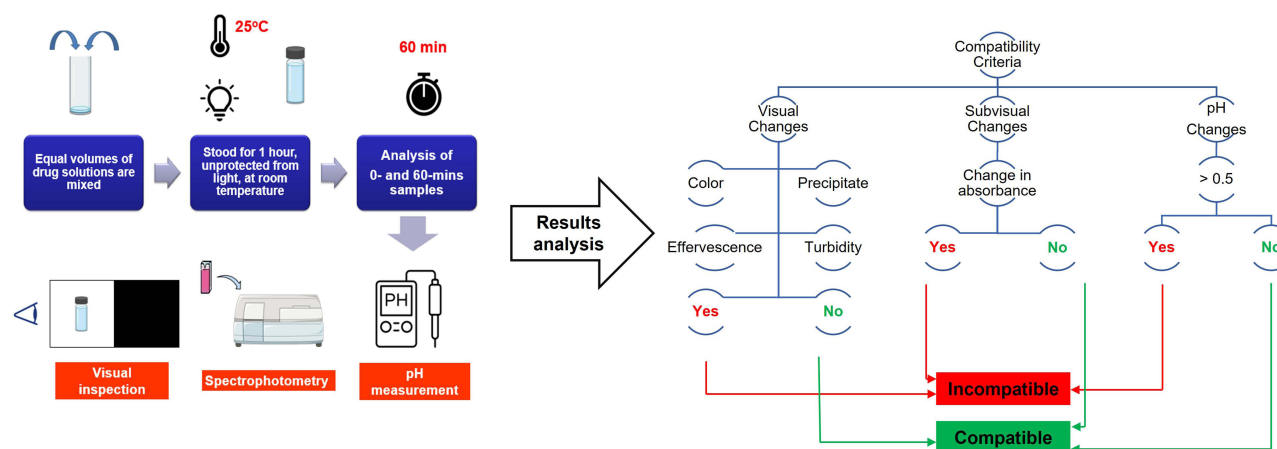 25ºC
60 min
Equal volumes of
drug solutions are
mixed
Stood for 1 hour,
unprotected from
light, at room
temperature
Analysis of
0- and 60-mins
samples
PH
Visual
inspection
Spectrophotometry
pH
measurement
Results
analysis
Compatibility
Criteria
Visual
Changes
Subvisual
Changes
pH
Changes
Color
Precipitate
Change in
absorbance
> 0.5
Effervescence
Turbidity
Yes
No
Yes
No
Yes
No
Incompatible
Compatible